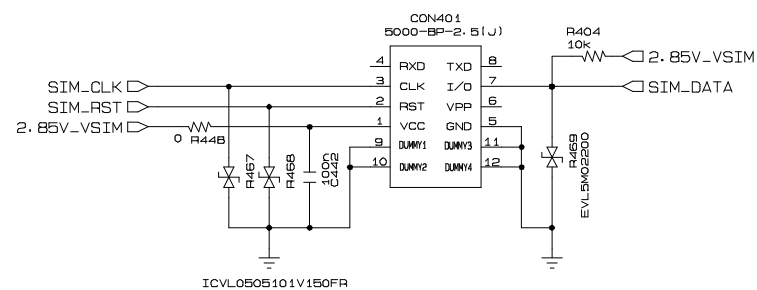 CON401
5000-8P-2.5(J)
R404
10k
2.85V_VSIM
4 RXD TXD 8
SIM_CLK 3 CLK I/O 7 SIM_DATA
SIM_RST 2 RST VPP 6
2.85V_VSIM 1 VCC GND 5
0 R448
9 DUMMY1 DUMMY3 11
10 DUMMY2 DUMMY4 12
R467
R468
100n
C442
R469
EVL5M02200
ICVL0505101V150FR